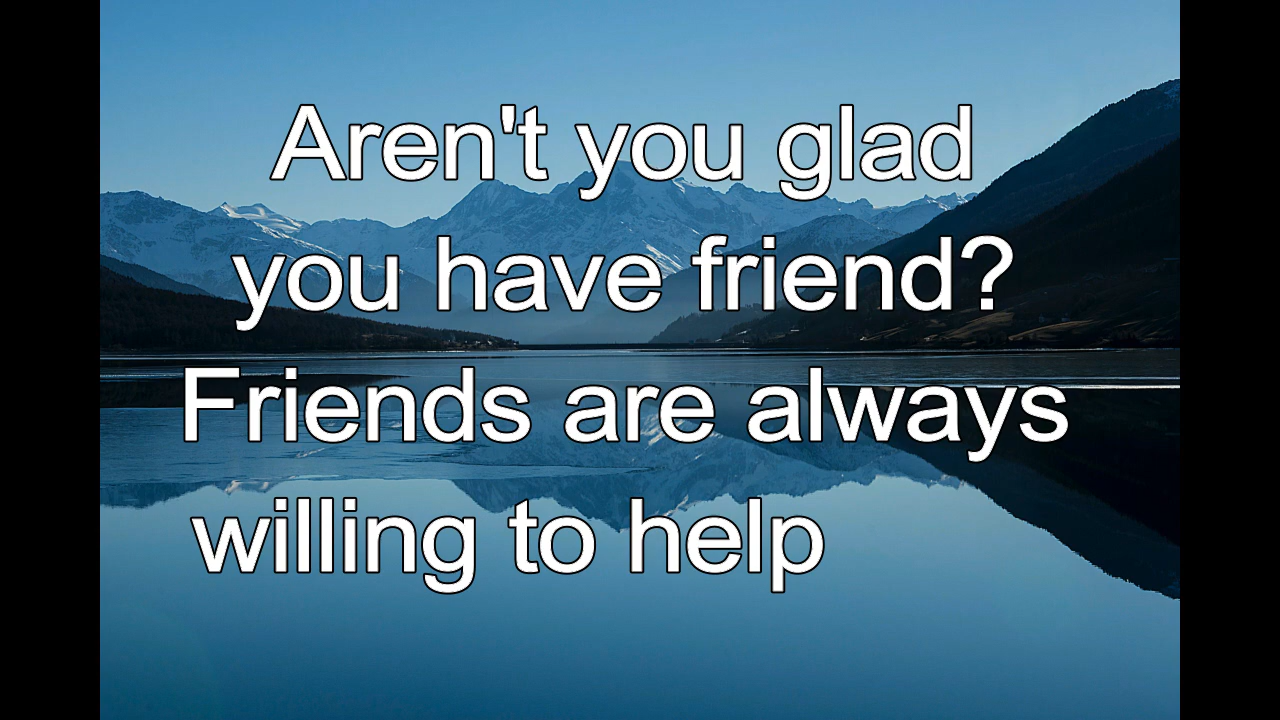 Aren't you glad
you have friend?
Friends are always
willing to help